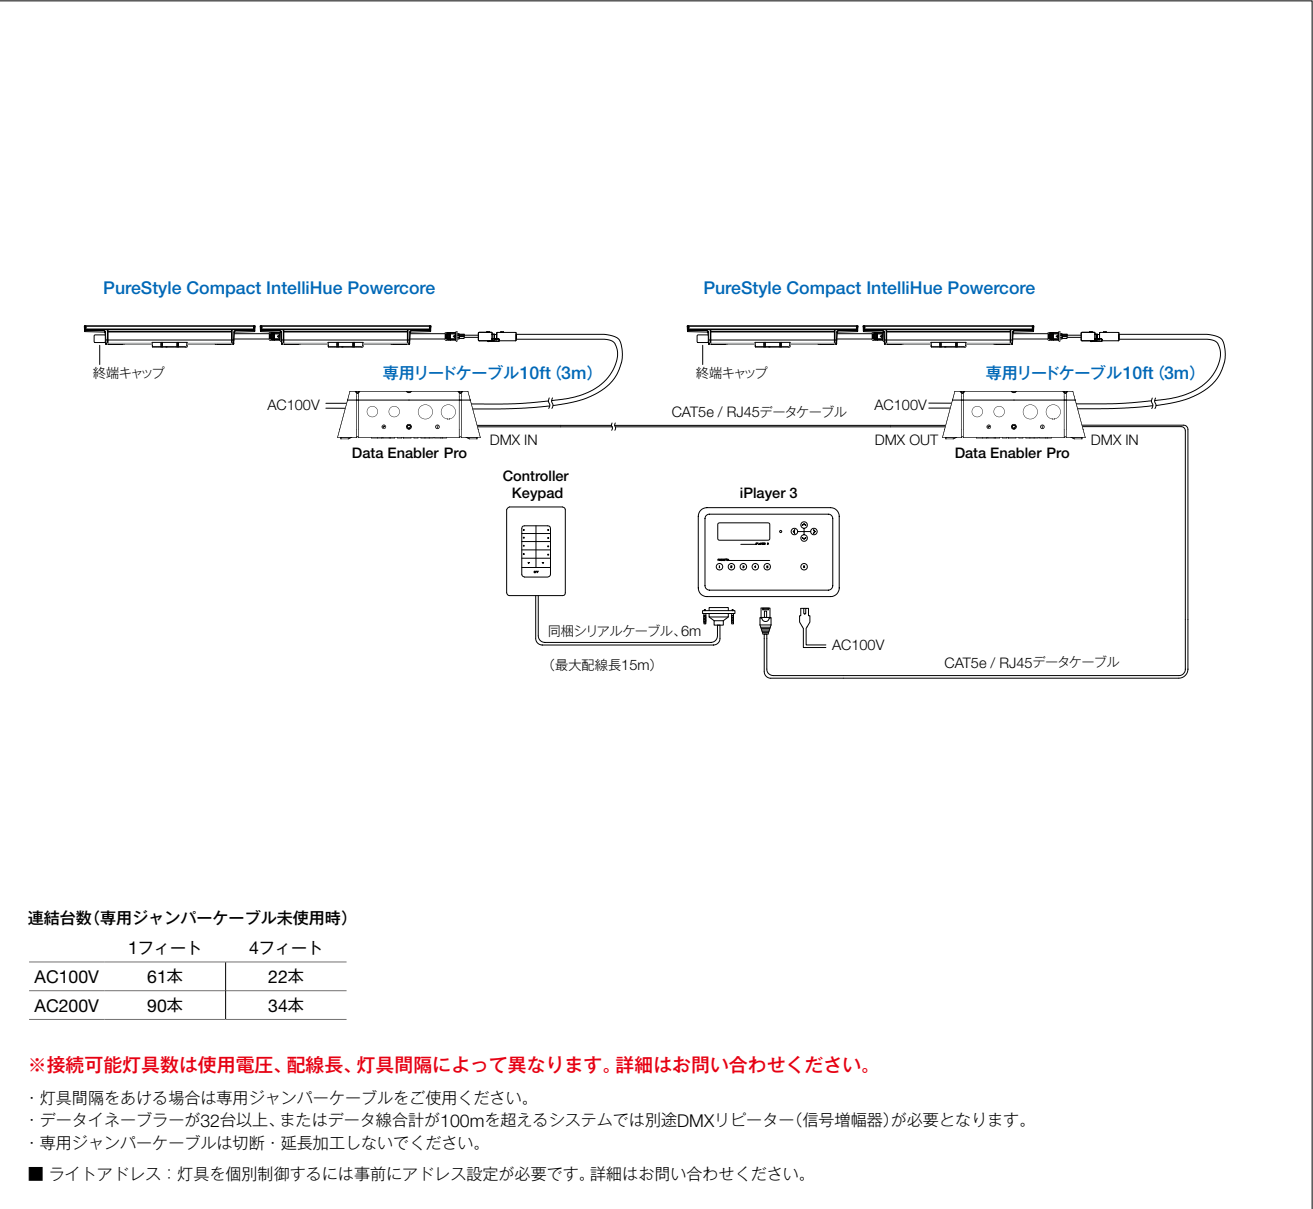 PureStyle Compact IntelliHue Powercore
PureStyle Compact IntelliHue Powercore
終端キャップ
専用リードケーブル10ft（3m）
終端キャップ
専用リードケーブル10ft（3m）
AC100V
CAT5e / RJ45データケーブル
AC100V
DMX IN
DMX OUT
DMX IN
Data Enabler Pro
Data Enabler Pro
Controller
Keypad
iPlayer 3
同梱シリアルケーブル、6m
（最大配線長15m）
AC100V
CAT5e / RJ45データケーブル
連結台数（専用ジャンパーケーブル未使用時）
1フィート 4フィート
AC100V 61本 22本
AC200V 90本 34本
※接続可能灯具数は使用電圧、配線長、灯具間隔によって異なります。詳細はお問い合わせください。
・灯具間隔をあける場合は専用ジャンパーケーブルをご使用ください。
・データイネーブラーが32台以上、またはデータ線合計が100mを超えるシステムでは別途DMXリピーター（信号増幅器）が必要となります。
・専用ジャンパーケーブルは切断・延長加工しないでください。
■ ライトアドレス：灯具を個別制御するには事前にアドレス設定が必要です。詳細はお問い合わせください。